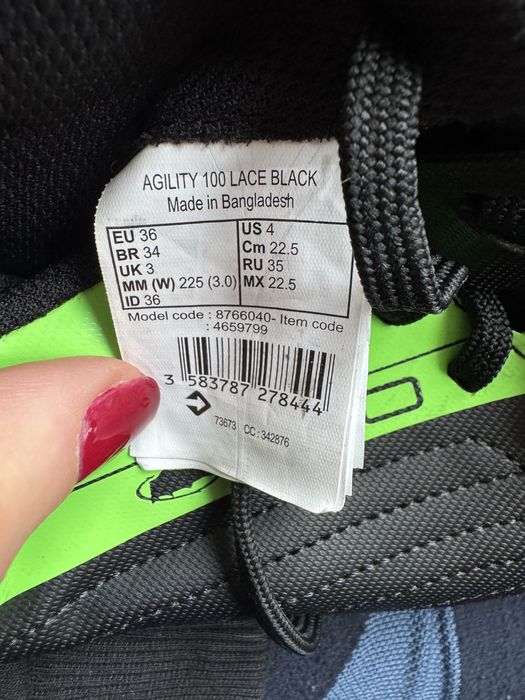 AGILITY 100 LACE BLACK
Made in Bangladesh
EU 36
BR 34
UK 3
MM (W) 225 (3.0)
ID 36
US 4
Cm 22.5
RU 35
MX 22.5
Model code : 8766040- Item code
: 4659799
3 583787 278444
73673 CC : 342876